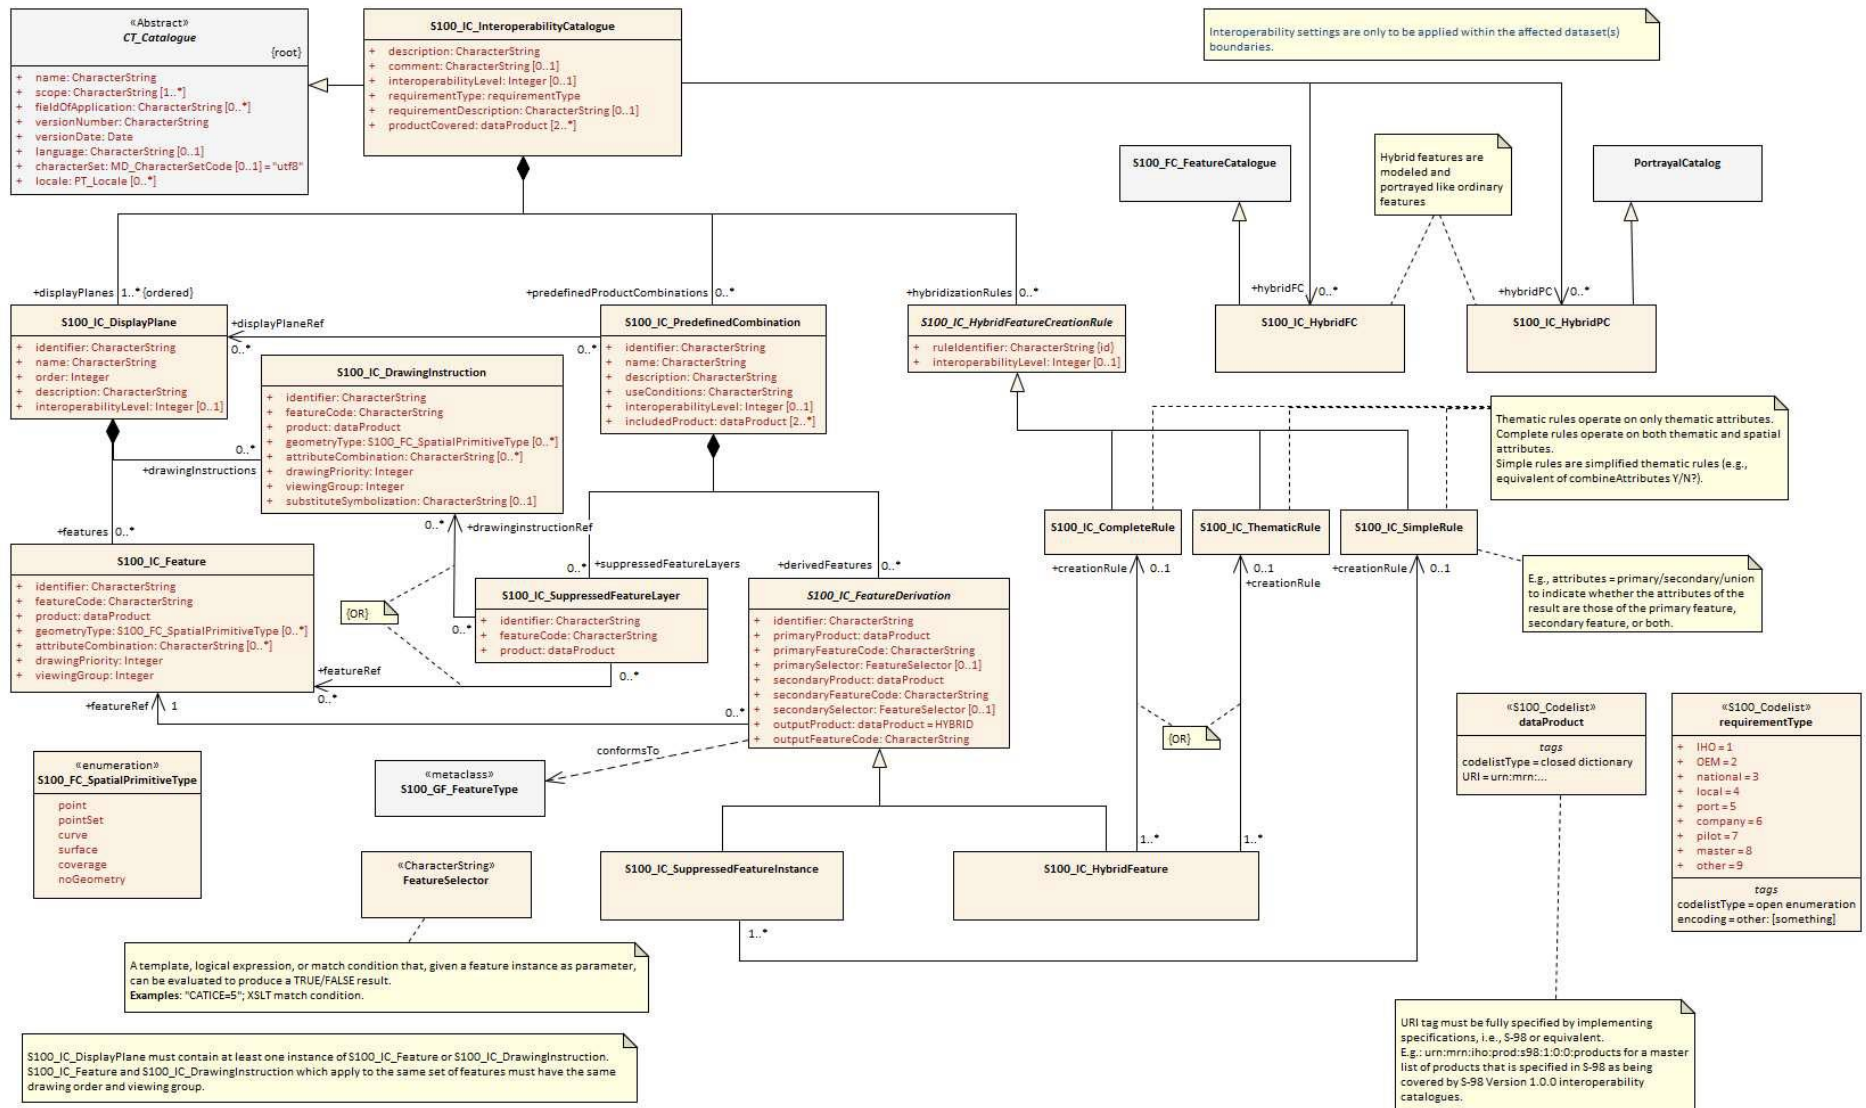 «Abstract»
CT_Catalogue
{root}
+ name: CharacterString
+ scope: CharacterString [1..*]
+ fieldOfApplication: CharacterString [0..*]
+ versionNumber: CharacterString
+ versionDate: Date
+ language: CharacterString [0..1]
+ characterSet: MD_CharacterSetCode [0..1] = "utf8"
+ locale: PT_Locale [0..*]
S100_IC_InteroperabilityCatalogue
+ description: CharacterString
+ comment: CharacterString [0..1]
+ interoperabilityLevel: Integer [0..1]
+ requirementType: requirementType
+ requirementDescription: CharacterString [0..1]
+ productCovered: dataProduct [2..*]
Interoperability settings are only to be applied within the affected dataset(s)
boundaries.
S100_FC_FeatureCatalogue
Hybrid features are
modeled and
portrayed like ordinary
features
PortrayalCatalog
+displayPlanes 1..* {ordered}
+predefinedProductCombinations 0..*
+hybridizationRules 0..*
+hybridFC 0..*
+hybridPC 0..*
S100_IC_DisplayPlane
+ identifier: CharacterString
+ name: CharacterString
+ order: Integer
+ description: CharacterString
+ interoperabilityLevel: Integer [0..1]
+displayPlaneRef
0..*
0..*
S100_IC_PredefinedCombination
+ identifier: CharacterString
+ name: CharacterString
+ description: CharacterString
+ useConditions: CharacterString
+ interoperabilityLevel: Integer [0..1]
+ includedProduct: dataProduct [2..*]
S100_IC_HybridFeatureCreationRule
+ ruleIdentifier: CharacterString {id}
+ interoperabilityLevel: Integer [0..1]
S100_IC_HybridFC
S100_IC_HybridPC
S100_IC_DrawingInstruction
+ identifier: CharacterString
+ featureCode: CharacterString
+ product: dataProduct
+ geometryType: S100_FC_SpatialPrimitiveType [0..*]
+ attributeCombination: CharacterString [0..*]
+ drawingPriority: Integer
+ viewingGroup: Integer
+ substituteSymbolization: CharacterString [0..1]
0..*
+drawingInstructions
Thematic rules operate on only thematic attributes.
Complete rules operate on both thematic and spatial
attributes.
Simple rules are simplified thematic rules (e.g.,
equivalent of combineAttributes Y/N?).
+features 0..*
0..* +drawinginstructionRef
S100_IC_CompleteRule
S100_IC_ThematicRule
S100_IC_SimpleRule
S100_IC_Feature
+ identifier: CharacterString
+ featureCode: CharacterString
+ product: dataProduct
+ geometryType: S100_FC_SpatialPrimitiveType [0..*]
+ attributeCombination: CharacterString [0..*]
+ drawingPriority: Integer
+ viewingGroup: Integer
0..* +suppressedFeatureLayers
+derivedFeatures 0..*
+creationRule 0..1
0..1
+creationRule
+creationRule 0..1
E.g., attributes = primary/secondary/union
to indicate whether the attributes of the
result are those of the primary feature,
secondary feature, or both.
{OR}
S100_IC_SuppressedFeatureLayer
+ identifier: CharacterString
+ featureCode: CharacterString
+ product: dataProduct
0..*
0..*
+featureRef
0..*
S100_IC_FeatureDerivation
+ identifier: CharacterString
+ primaryProduct: dataProduct
+ primaryFeatureCode: CharacterString
+ primarySelector: FeatureSelector [0..1]
+ secondaryProduct: dataProduct
+ secondaryFeatureCode: CharacterString
+ secondarySelector: FeatureSelector [0..1]
+ outputProduct: dataProduct = HYBRID
+ outputFeatureCode: CharacterString
+featureRef 1
0..*
{OR}
«S100_Codelist»
dataProduct
tags
codelistType = closed dictionary
URI = urn:mrn:...
«S100_Codelist»
requirementType
+ IHO = 1
+ OEM = 2
+ national = 3
+ local = 4
+ port = 5
+ company = 6
+ pilot = 7
+ master = 8
+ other = 9
tags
codelistType = open enumeration
encoding = other: [something]
«enumeration»
S100_FC_SpatialPrimitiveType
point
pointSet
curve
surface
coverage
noGeometry
conformsTo
«metaclass»
S100_GF_FeatureType
1..*
1..*
«CharacterString»
FeatureSelector
S100_IC_SuppressedFeatureInstance
S100_IC_HybridFeature
1..*
A template, logical expression, or match condition that, given a feature instance as parameter,
can be evaluated to produce a TRUE/FALSE result.
Examples: "CATICE=5"; XSLT match condition.
S100_IC_DisplayPlane must contain at least one instance of S100_IC_Feature or S100_IC_DrawingInstruction.
S100_IC_Feature and S100_IC_DrawingInstruction which apply to the same set of features must have the same
drawing order and viewing group.
URI tag must be fully specified by implementing
specifications, i.e., S-98 or equivalent.
E.g.: urn:mrn:iho:prod:s98:1:0:0:products for a master
list of products that is specified in S-98 as being
covered by S-98 Version 1.0.0 interoperability
catalogues.